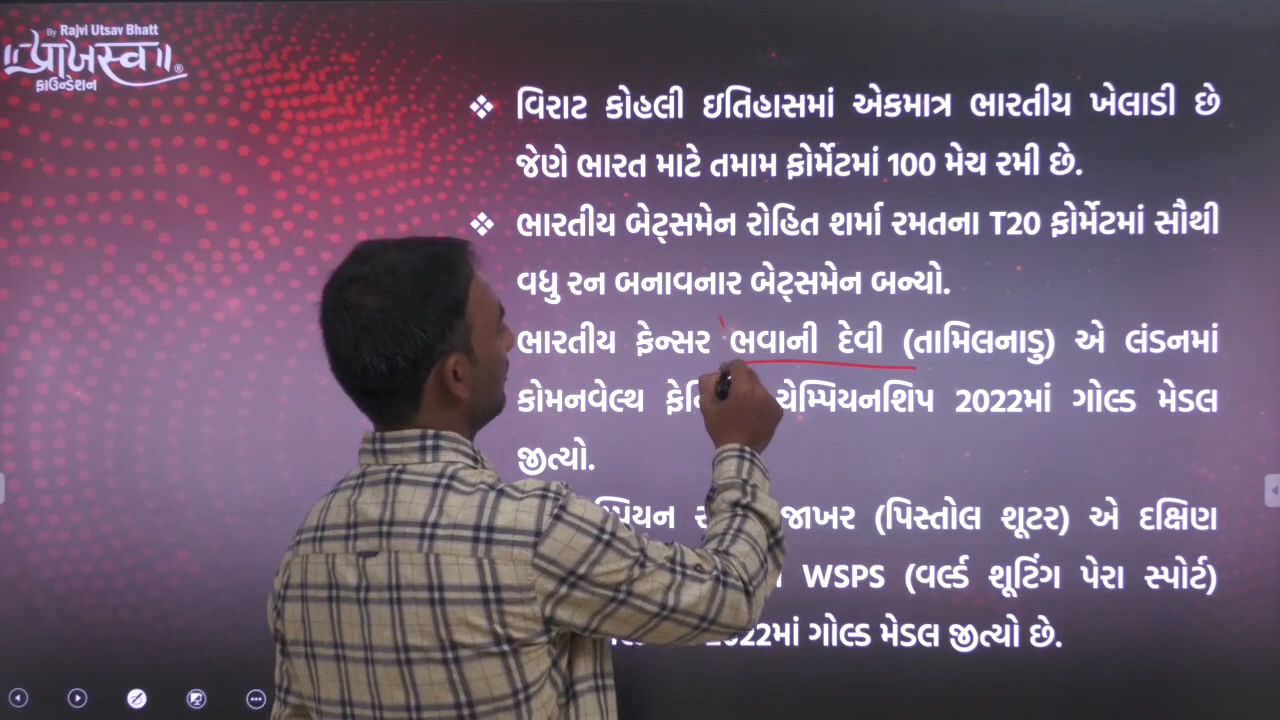 By Rajvi Utsav Bhatt
॥પ્રાખસ્વ॥®
ફાઉન્ડેશન
❖ વિરાટ કોહલી ઇતિહાસમાં એકમાત્ર ભારતીય ખેલાડી છે
જેણે ભારત માટે તમામ ફોર્મેટમાં 100 મેચ રમી છે.
❖ ભારતીય બેટ્સમેન રોહિત શર્મા રમતના T20 ફોર્મેટમાં સૌથી
વધુ રન બનાવનાર બેટ્સમેન બન્યો.
ભારતીય ફેન્સર ભવાની દેવી (તામિલનાડુ) એ લંડનમાં
કોમનવેલ્થ ચેમ્પિયનશિપ 2022માં ગોલ્ડ મેડલ
જીત્યો.
જાખર (પિસ્તોલ શૂટર) એ દક્ષિણ
WSPS (વર્લ્ડ શૂટિંગ પેરા સ્પોર્ટ)
2022માં ગોલ્ડ મેડલ જીત્યો છે.